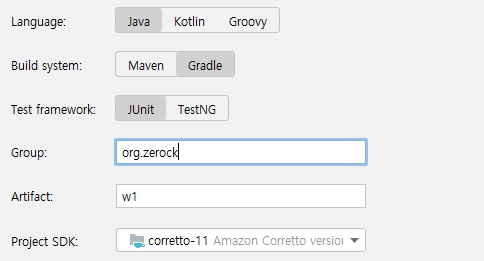 Language: Java Kotlin Groovy
Build system: Maven Gradle
Test framework: JUnit TestNG
Group: org.zerock
Artifact: w1
Project SDK: corretto-11 Amazon Corretto version